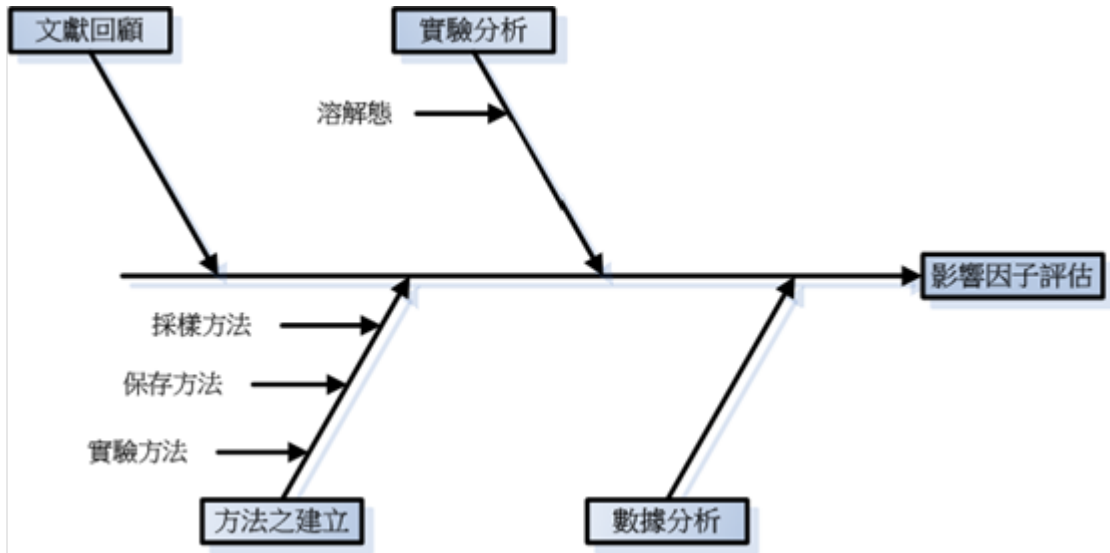 文獻回顧
實驗分析
溶解態
影響因子評估
採樣方法
保存方法
實驗方法
方法之建立
數據分析